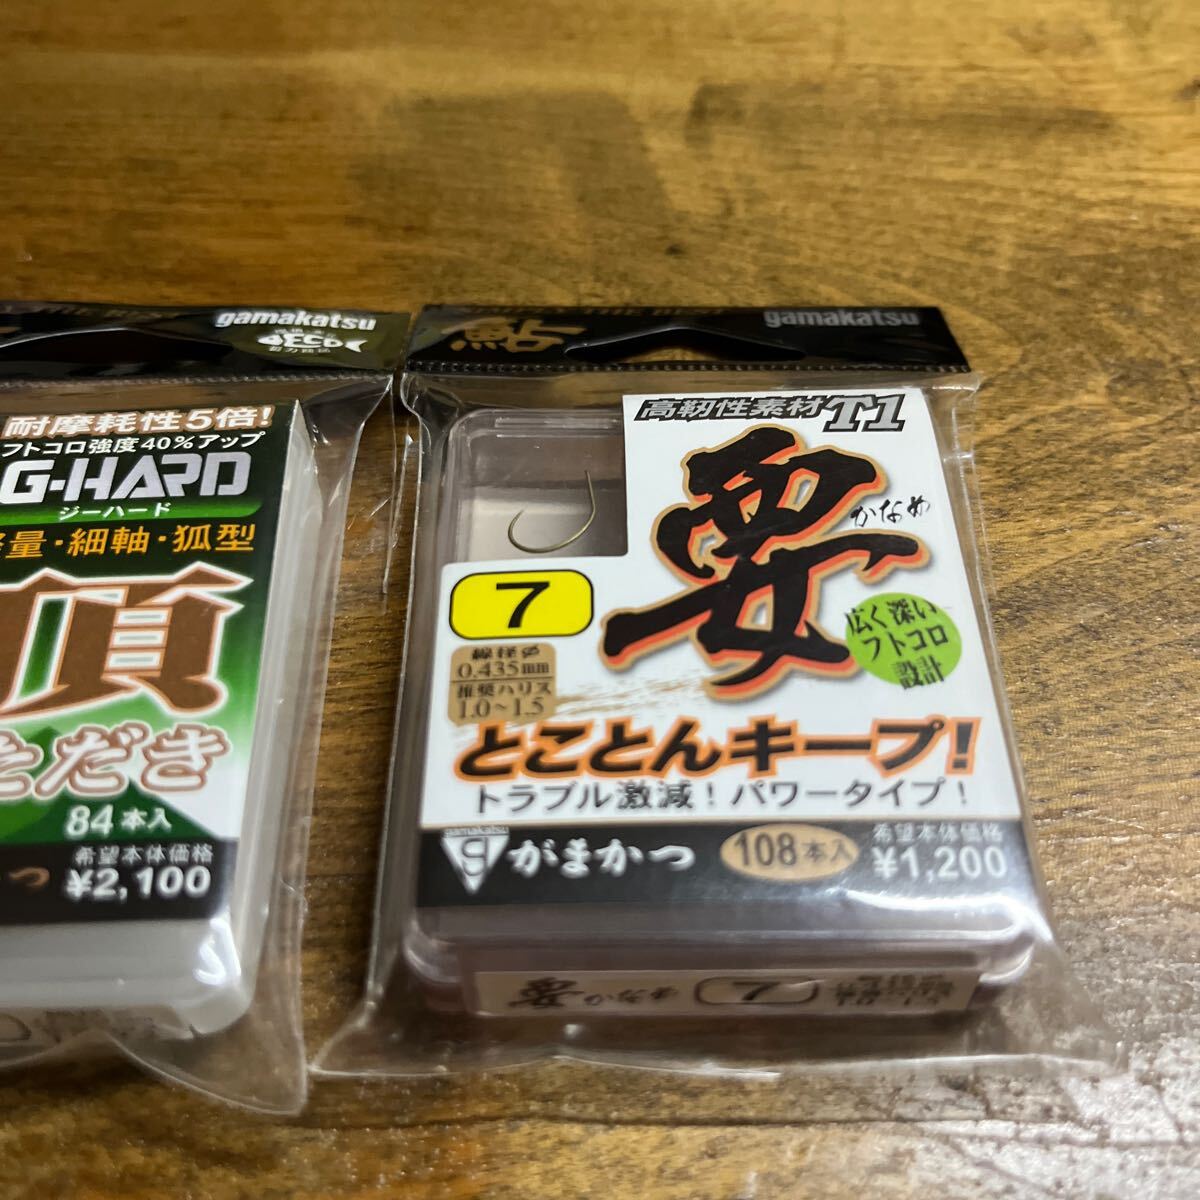 gamakatsu
ECO
耐摩耗性5倍!
フトコロ強度40%アップ
G-HARD
ジーハード
量・細軸・狐型
頂
ただき
84本入
希望本体価格
¥2,100
つ
鮎
gamakatsu
高靭性素材T1
要
かなめ
広く深い
フトコロ
設計
7
線径φ
0.435mm
推奨ハリス
1.0~1.5
とことんキープ!
トラブル激減!パワータイプ!
gamakatsu
G がまかつ
108本入
希望本体価格
¥1,200
要 かなめ 7